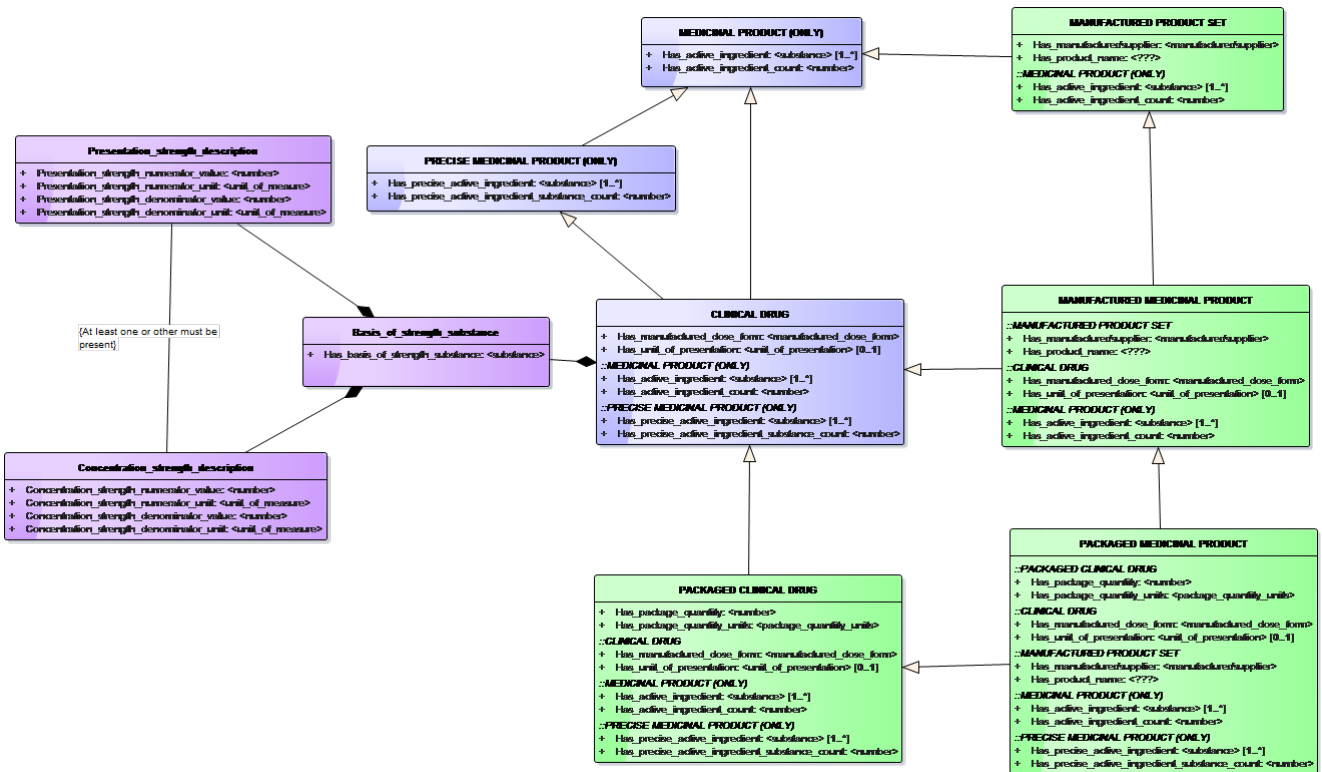 MEDICINAL PRODUCT (ONLY)
+ Has_active_ingredient: <substance> [1..*]
+ Has_active_ingredient_count: <number>
MANUFACTURED PRODUCT SET
+ Has_manufacturer/supplier: <manufacturer/supplier>
+ Has_product_name: <???>
::MEDICINAL PRODUCT (ONLY)
+ Has_active_ingredient: <substance> [1..*]
+ Has_active_ingredient_count: <number>
Presentation_strength_description
+ Presentation_strength_numerator_value: <number>
+ Presentation_strength_numerator_unit: <unit_of_measure>
+ Presentation_strength_denominator_value: <number>
+ Presentation_strength_denominator_unit: <unit_of_measure>
PRECISE MEDICINAL PRODUCT (ONLY)
+ Has_precise_active_ingredient: <substance> [1..*]
+ Has_precise_active_ingredient_substance_count: <number>
{At least one or other must be
present}
Basis_of_strength_substance
+ Has_basis_of_strength_substance: <substance>
CLINICAL DRUG
+ Has_manufactured_dose_form: <manufactured_dose_form>
+ Has_unit_of_presentation: <unit_of_presentation> [0..1]
::MEDICINAL PRODUCT (ONLY)
+ Has_active_ingredient: <substance> [1..*]
+ Has_active_ingredient_count: <number>
::PRECISE MEDICINAL PRODUCT (ONLY)
+ Has_precise_active_ingredient: <substance> [1..*]
+ Has_precise_active_ingredient_substance_count: <number>
MANUFACTURED MEDICINAL PRODUCT
::MANUFACTURED PRODUCT SET
+ Has_manufacturer/supplier: <manufacturer/supplier>
+ Has_product_name: <???>
::CLINICAL DRUG
+ Has_manufactured_dose_form: <manufactured_dose_form>
+ Has_unit_of_presentation: <unit_of_presentation> [0..1]
::MEDICINAL PRODUCT (ONLY)
+ Has_active_ingredient: <substance> [1..*]
+ Has_active_ingredient_count: <number>
Concentration_strength_description
+ Concentration_strength_numerator_value: <number>
+ Concentration_strength_numerator_unit: <unit_of_measure>
+ Concentration_strength_denominator_value: <number>
+ Concentration_strength_denominator_unit: <unit_of_measure>
PACKAGED CLINICAL DRUG
+ Has_package_quantity: <number>
+ Has_package_quantity_units: <package_quantity_units>
::CLINICAL DRUG
+ Has_manufactured_dose_form: <manufactured_dose_form>
+ Has_unit_of_presentation: <unit_of_presentation> [0..1]
::MEDICINAL PRODUCT (ONLY)
+ Has_active_ingredient: <substance> [1..*]
+ Has_active_ingredient_count: <number>
::PRECISE MEDICINAL PRODUCT (ONLY)
+ Has_precise_active_ingredient: <substance> [1..*]
+ Has_precise_active_ingredient_substance_count: <number>
PACKAGED MEDICINAL PRODUCT
::PACKAGED CLINICAL DRUG
+ Has_package_quantity: <number>
+ Has_package_quantity_units: <package_quantity_units>
::CLINICAL DRUG
+ Has_manufactured_dose_form: <manufactured_dose_form>
+ Has_unit_of_presentation: <unit_of_presentation> [0..1]
::MANUFACTURED PRODUCT SET
+ Has_manufacturer/supplier: <manufacturer/supplier>
+ Has_product_name: <???>
::MEDICINAL PRODUCT (ONLY)
+ Has_active_ingredient: <substance> [1..*]
+ Has_active_ingredient_count: <number>
::PRECISE MEDICINAL PRODUCT (ONLY)
+ Has_precise_active_ingredient: <substance> [1..*]
+ Has_precise_active_ingredient_substance_count: <number>